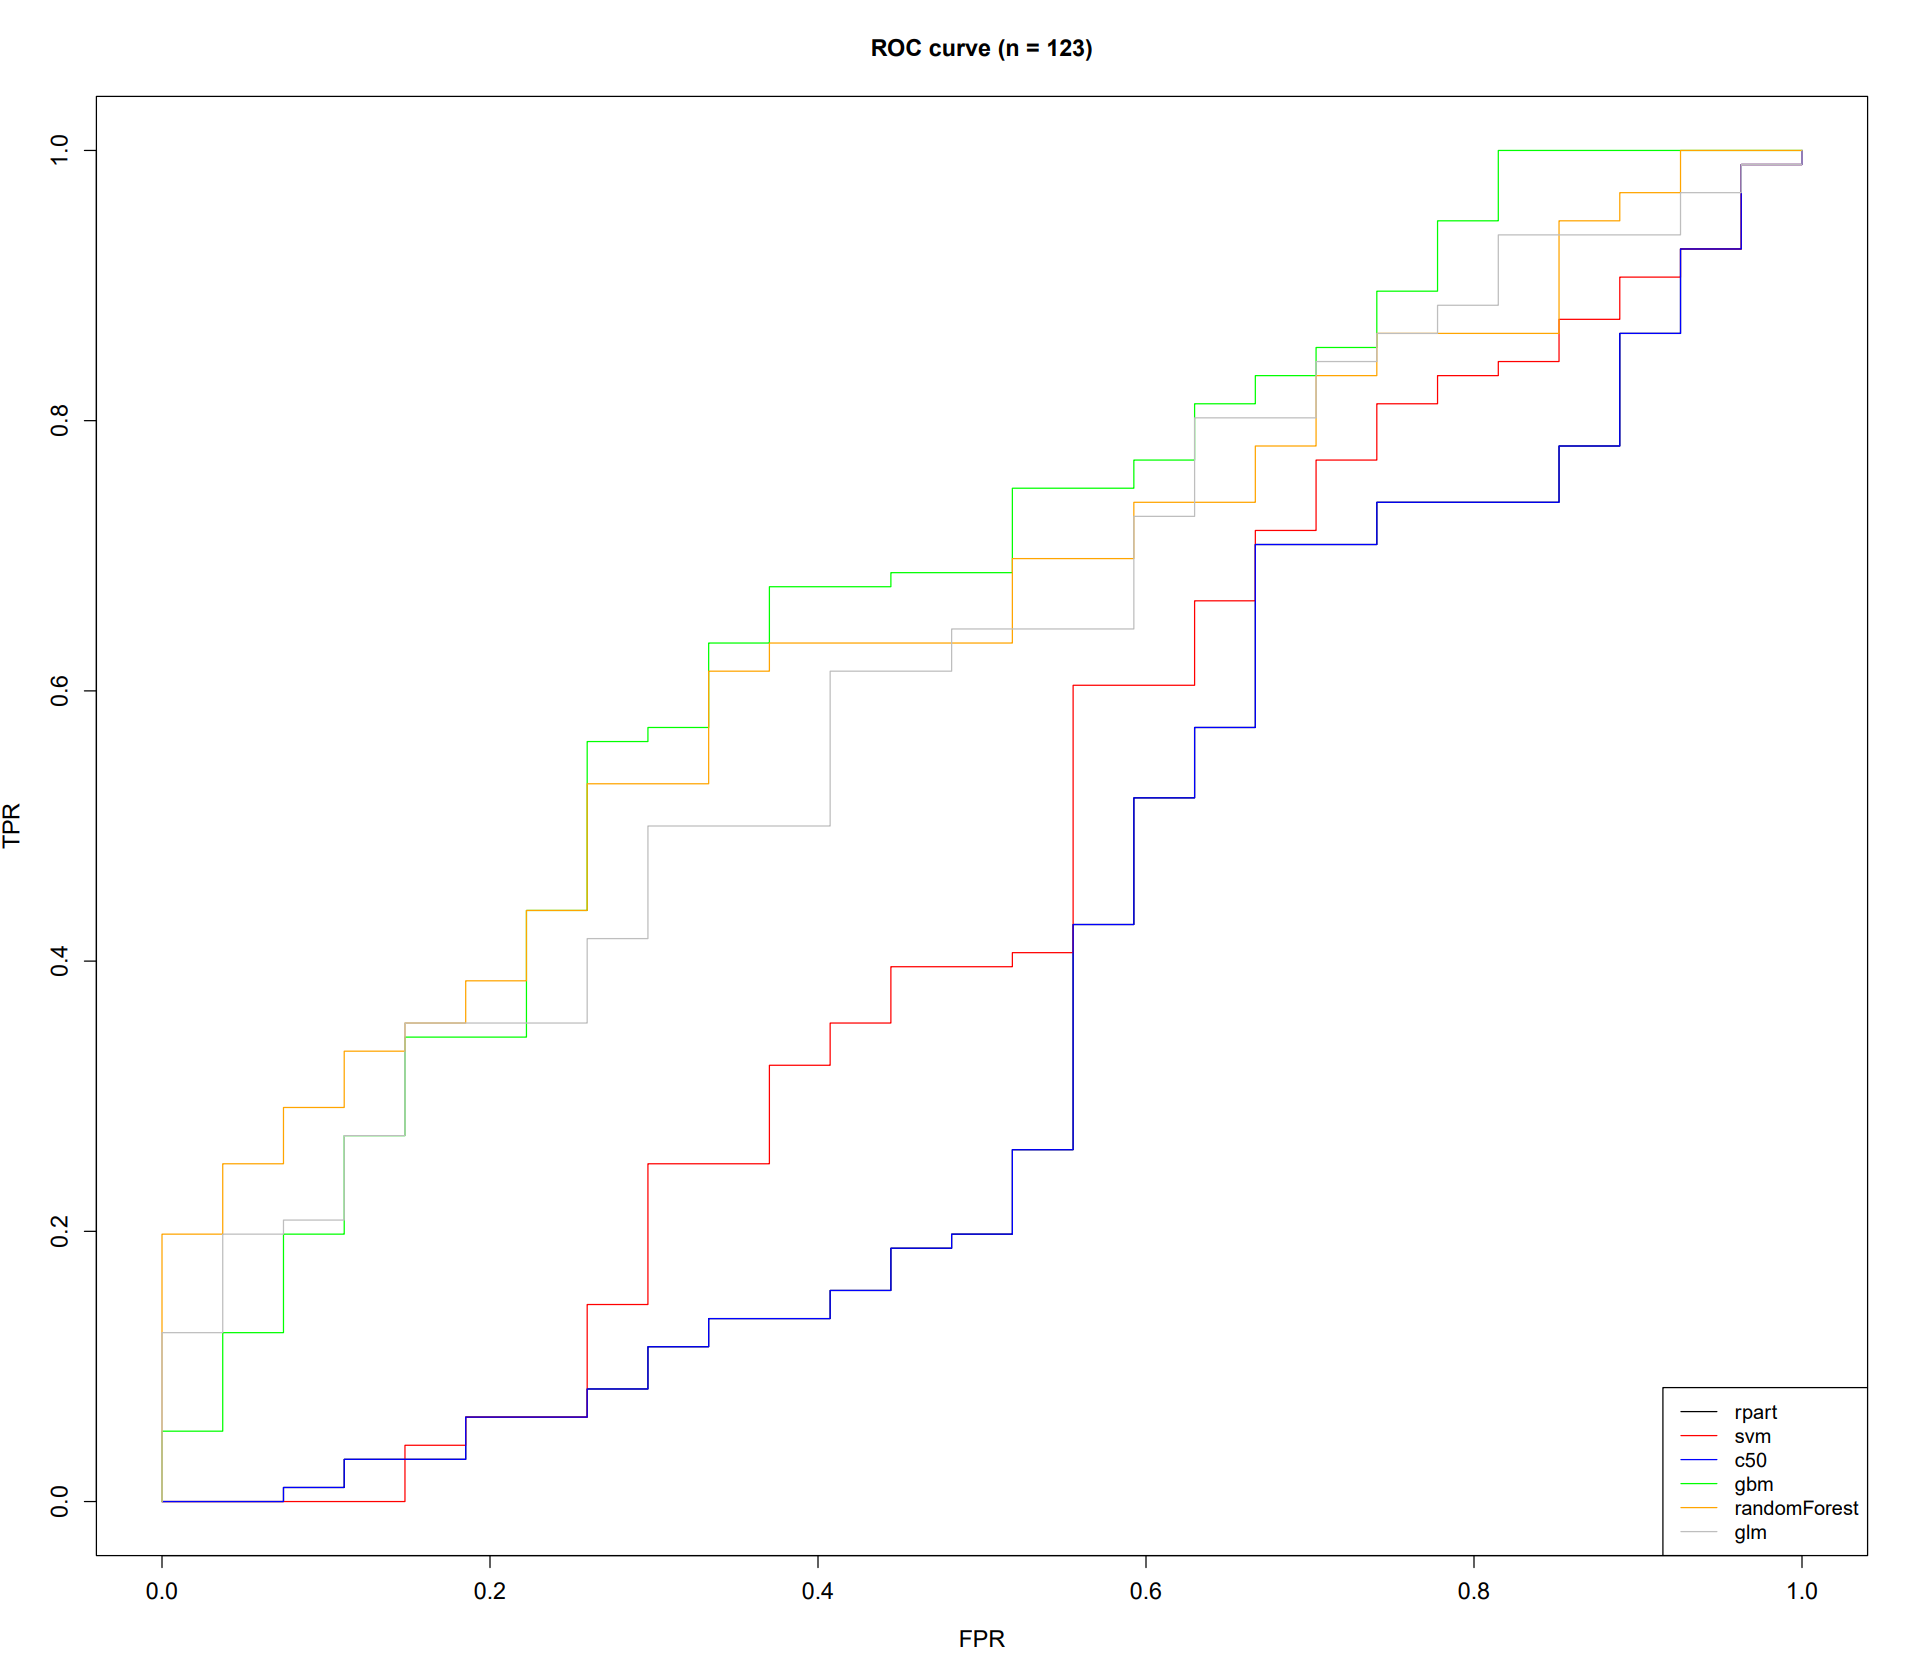 ROC curve (n = 123)
TPR
1.0
0.8
0.6
0.4
0.2
0.0
rpart
svm
c50
gbm
randomForest
glm
0.0 0.2 0.4 0.6 0.8 1.0
FPR